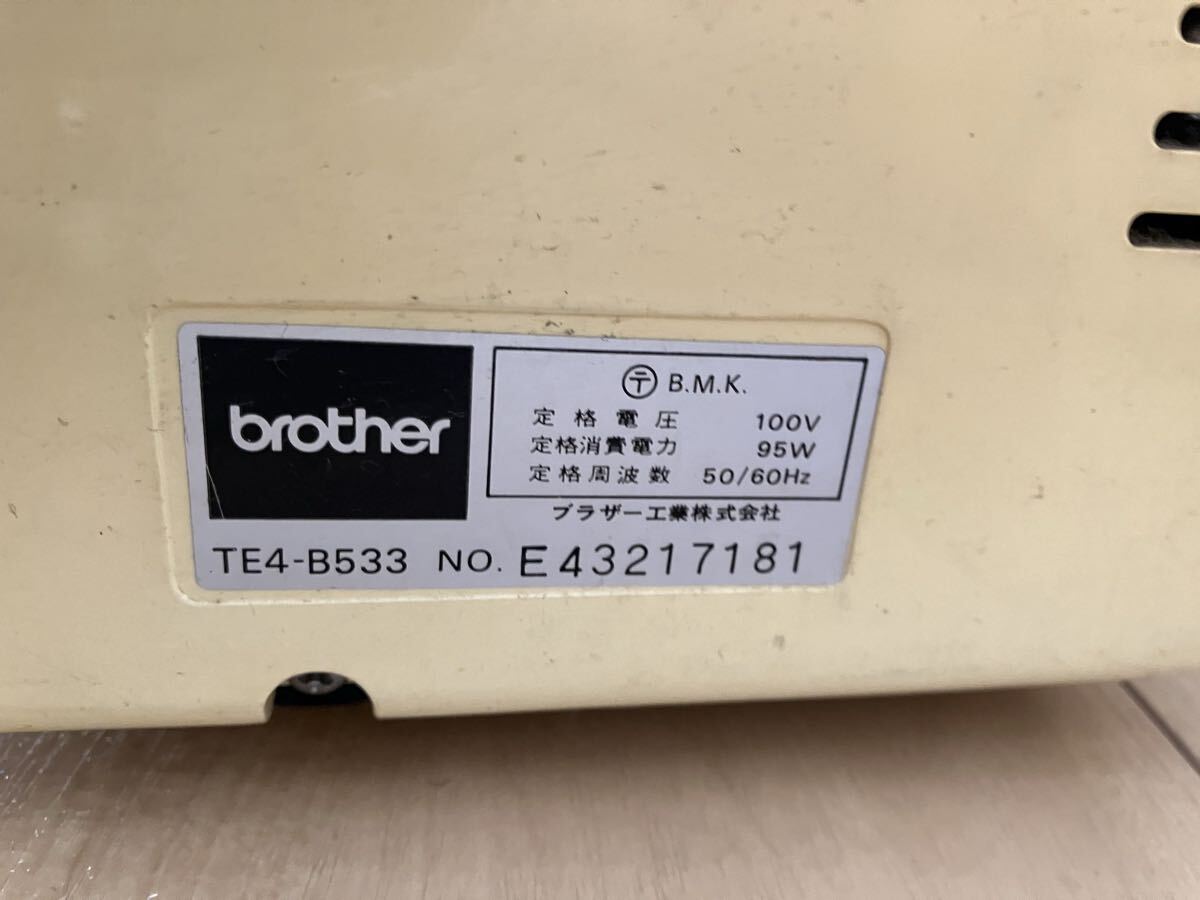 brother
〒 B.M.K.
定格電圧 100V
定格消費電力 95W
定格周波数 50/60Hz
ブラザー工業株式会社
TE4-B533 NO. E43217181